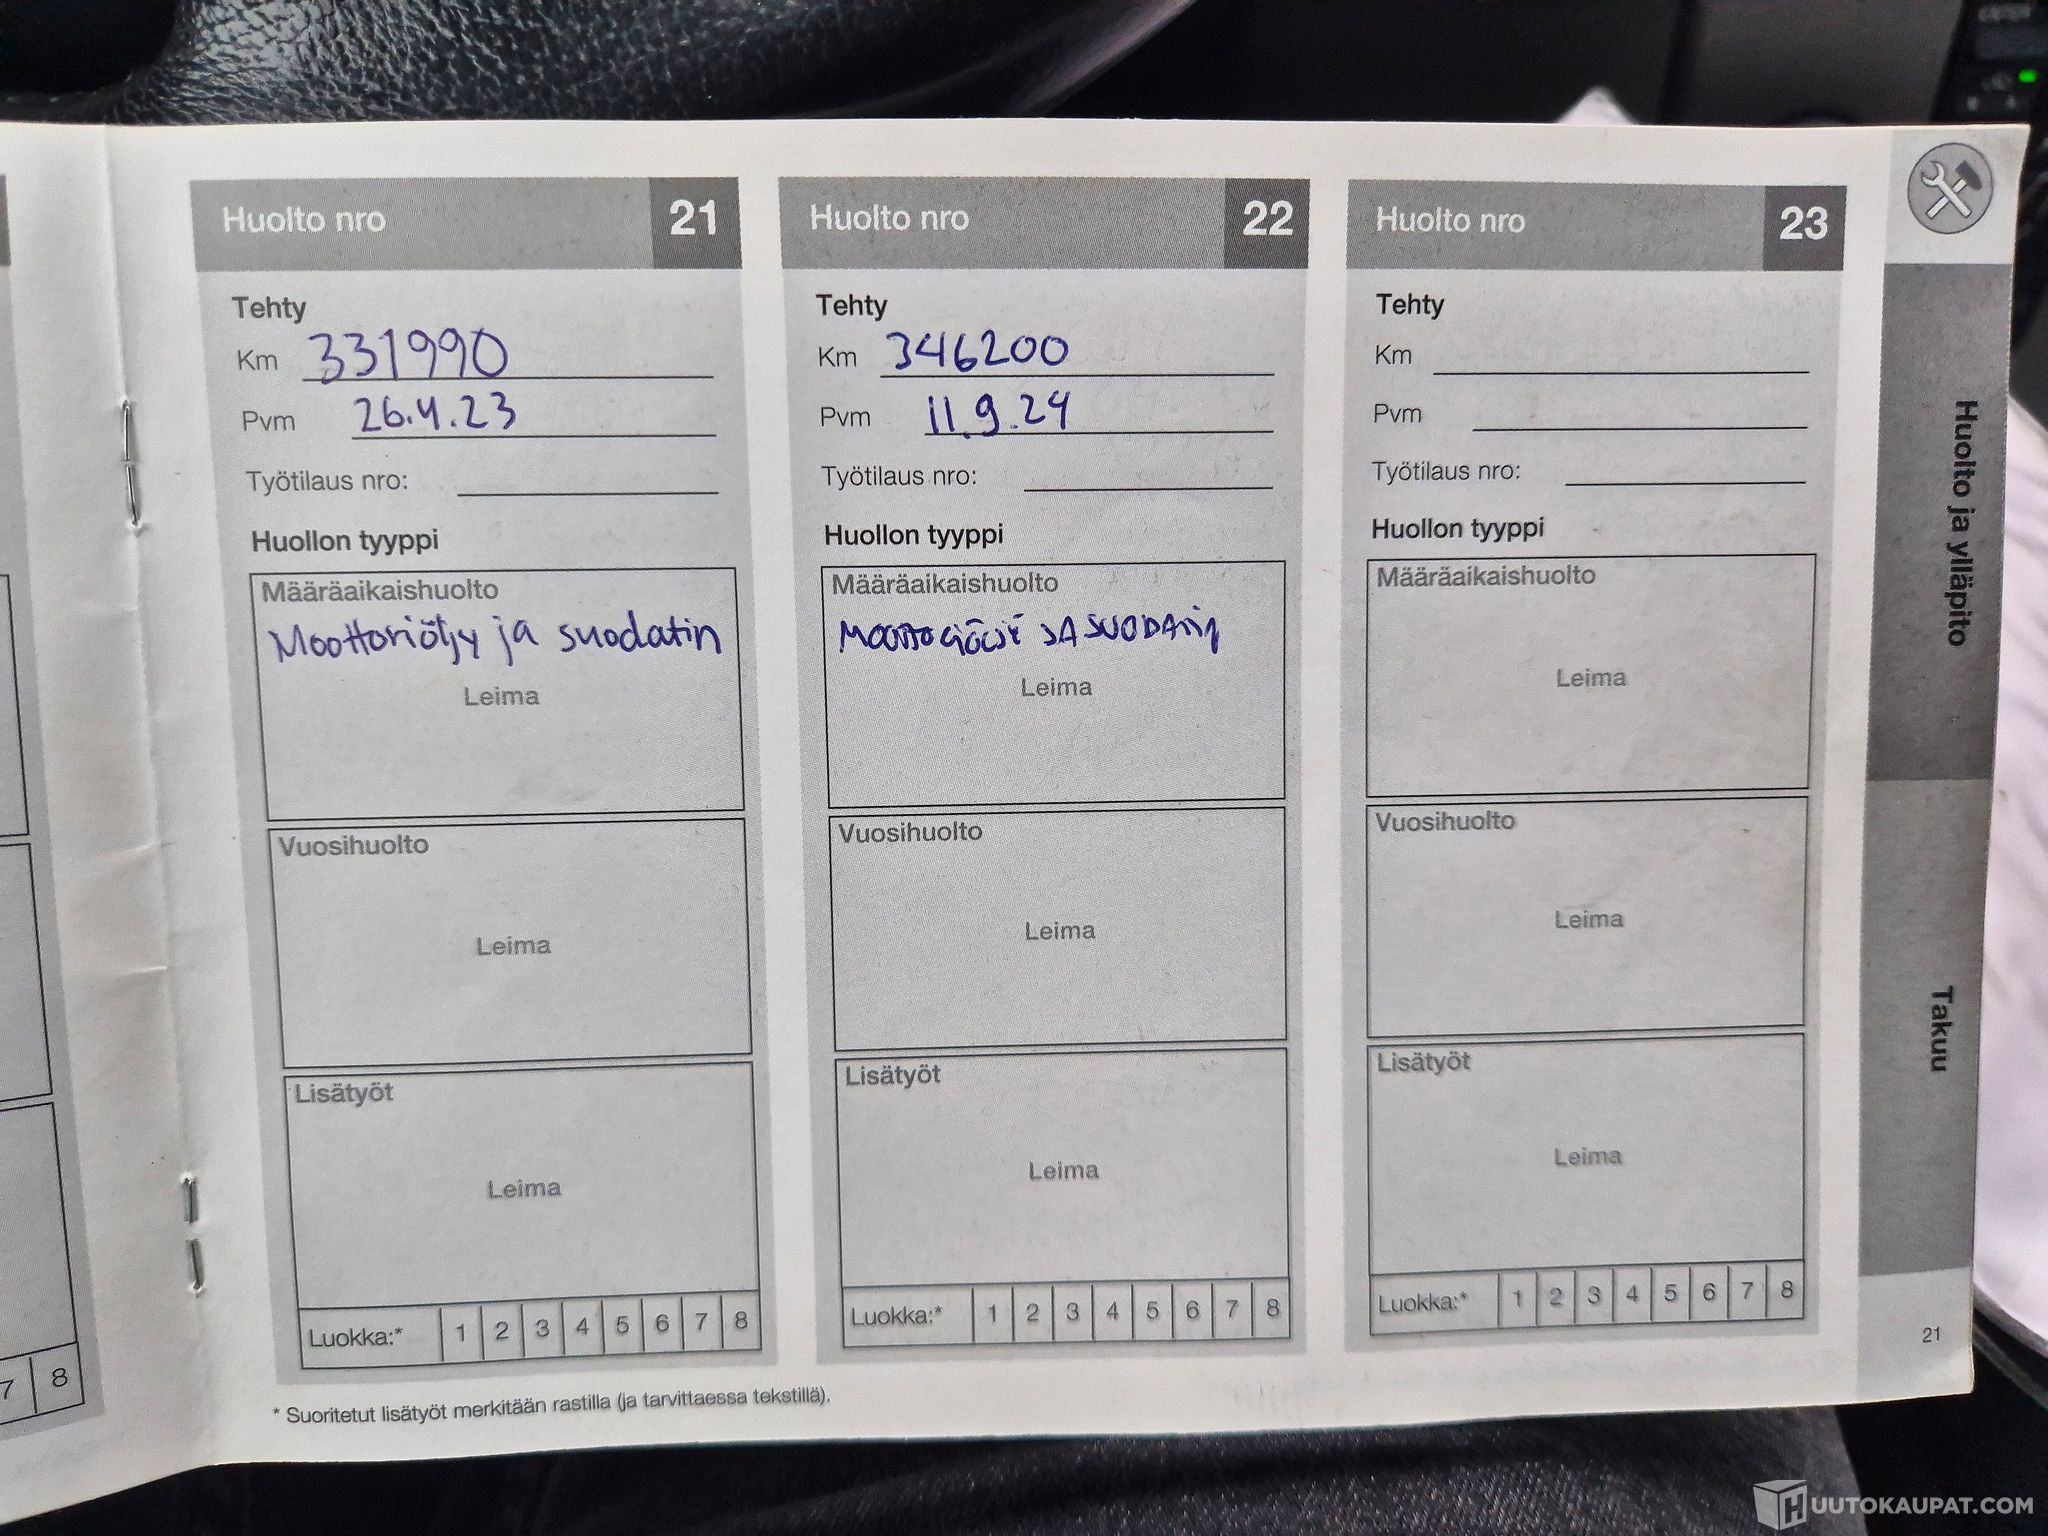 Huolto nro 21
Tehty
Km 331990
Pvm 26.4.23
Työtilaus nro:
Huollon tyyppi
Määräaikaishuolto
Moottoriöljy ja suodatin
Leima
Vuosihuolto
Leima
Lisätyöt
Leima
Luokka:* 1 2 3 4 5 6 7 8
Huolto nro 22
Tehty
Km 346200
Pvm 11.9.24
Työtilaus nro:
Huollon tyyppi
Määräaikaishuolto
MOOTTORIÖLJY JA SUODATIN
Leima
Vuosihuolto
Leima
Lisätyöt
Leima
Luokka:* 1 2 3 4 5 6 7 8
Huolto nro 23
Tehty
Km
Pvm
Työtilaus nro:
Huollon tyyppi
Määräaikaishuolto
Leima
Vuosihuolto
Leima
Lisätyöt
Leima
Luokka:* 1 2 3 4 5 6 7 8
* Suoritetut lisätyöt merkitään rastilla (ja tarvittaessa tekstillä).
Huolto ja ylläpito
Takuu
21
7 8
HUUTOKAUPAT.COM